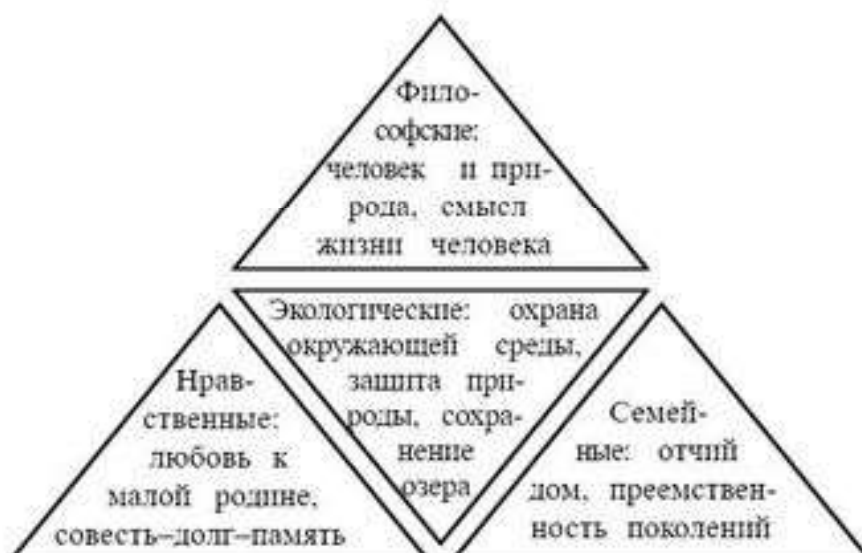 Фило-
софские:
человек и при-
рода, смысл
жизни человека
Экологические: охрана
окружающей среды,
защита при-
роды, сохра-
нение
озера
Нрав-
ственные:
любовь к
малой родине,
совесть–долг–память
Семей-
ные: отчий
дом, преемствен-
ность поколений